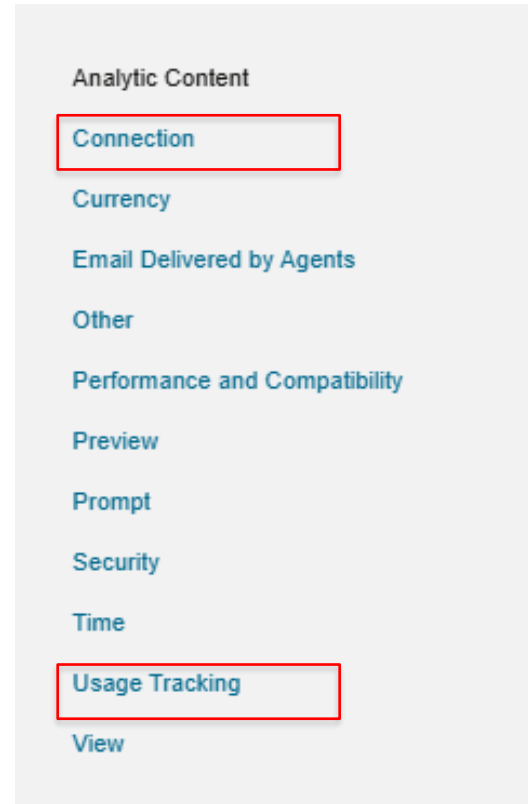 Analytic Content
Connection
Currency
Email Delivered by Agents
Other
Performance and Compatibility
Preview
Prompt
Security
Time
Usage Tracking
View